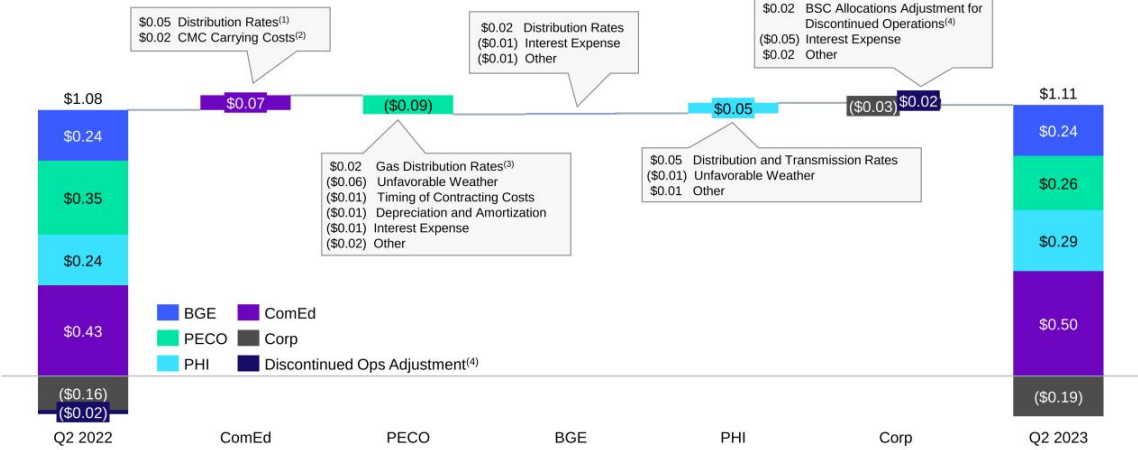 $0.05 Distribution Rates(1)
$0.02 CMC Carrying Costs(2)
$0.02 Distribution Rates
($0.01) Interest Expense
($0.01) Other
$0.02 BSC Allocations Adjustment for
Discontinued Operations(4)
($0.05) Interest Expense
$0.02 Other
$1.08
$0.07
($0.09)
$0.05
($0.03)
$0.02
$1.11
$0.24
$0.35
$0.24
$0.43
($0.16)
($0.02)
$0.02 Gas Distribution Rates(3)
($0.06) Unfavorable Weather
($0.01) Timing of Contracting Costs
($0.01) Depreciation and Amortization
($0.01) Interest Expense
($0.02) Other
$0.05 Distribution and Transmission Rates
($0.01) Unfavorable Weather
$0.01 Other
$0.24
$0.26
$0.29
$0.50
($0.19)
BGE
ComEd
PECO
Corp
PHI
Discontinued Ops Adjustment(4)
Q2 2022
ComEd
PECO
BGE
PHI
Corp
Q2 2023